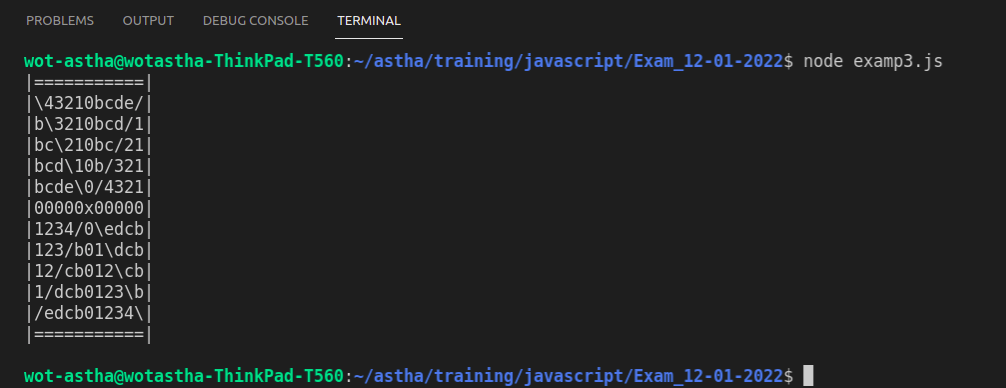 PROBLEMS OUTPUT DEBUG CONSOLE TERMINAL
wot-astha@wotastha-ThinkPad-T560:~/astha/training/javascript/Exam_12-01-2022$ node examp3.js
|===========|
|\43210bcde/|
|b\3210bcd/1|
|bc\210bc/21|
|bcd\10b/321|
|bcde\0/4321|
|00000x00000|
|1234/0\edcb|
|123/b01\dcb|
|12/cb012\cb|
|1/dcb0123\b|
|/edcb01234\|
|===========|
wot-astha@wotastha-ThinkPad-T560:~/astha/training/javascript/Exam_12-01-2022$